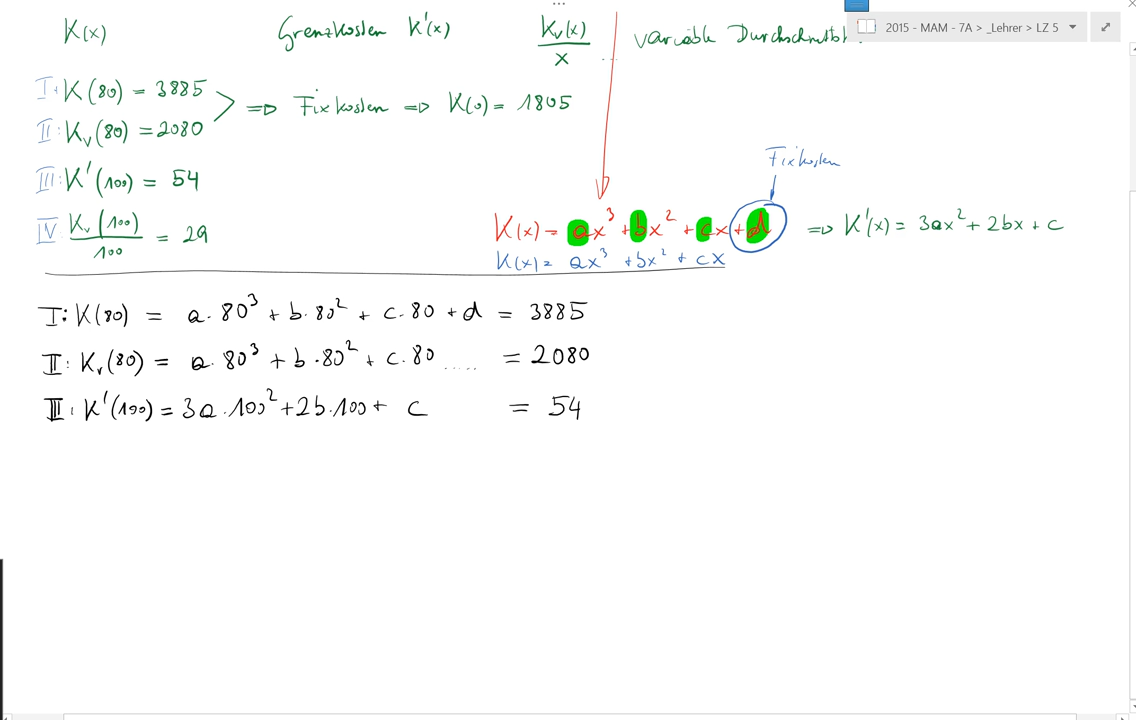 2015 - MAM - 7A > _Lehrer > LZ 5
K(x) Grenzkosten K'(x) Kv(x)/x variable
I: K(80) = 3885
II: Kv(80) = 2080
⇒ Fixkosten ⇒ K(0) = 1805
III: K'(100) = 54
IV Kv(100)/100 = 29
Fixkosten
K(x) = ax³ + bx² + cx + d ⇒ K'(x) = 3ax² + 2bx + c
K(x) = ax³ + bx² + cx
I: K(80) = a·80³ + b·80² + c·80 + d = 3885
II: Kv(80) = a·80³ + b·80² + c·80 ..... = 2080
III: K'(100) = 3a·100² + 2b·100 + c = 54